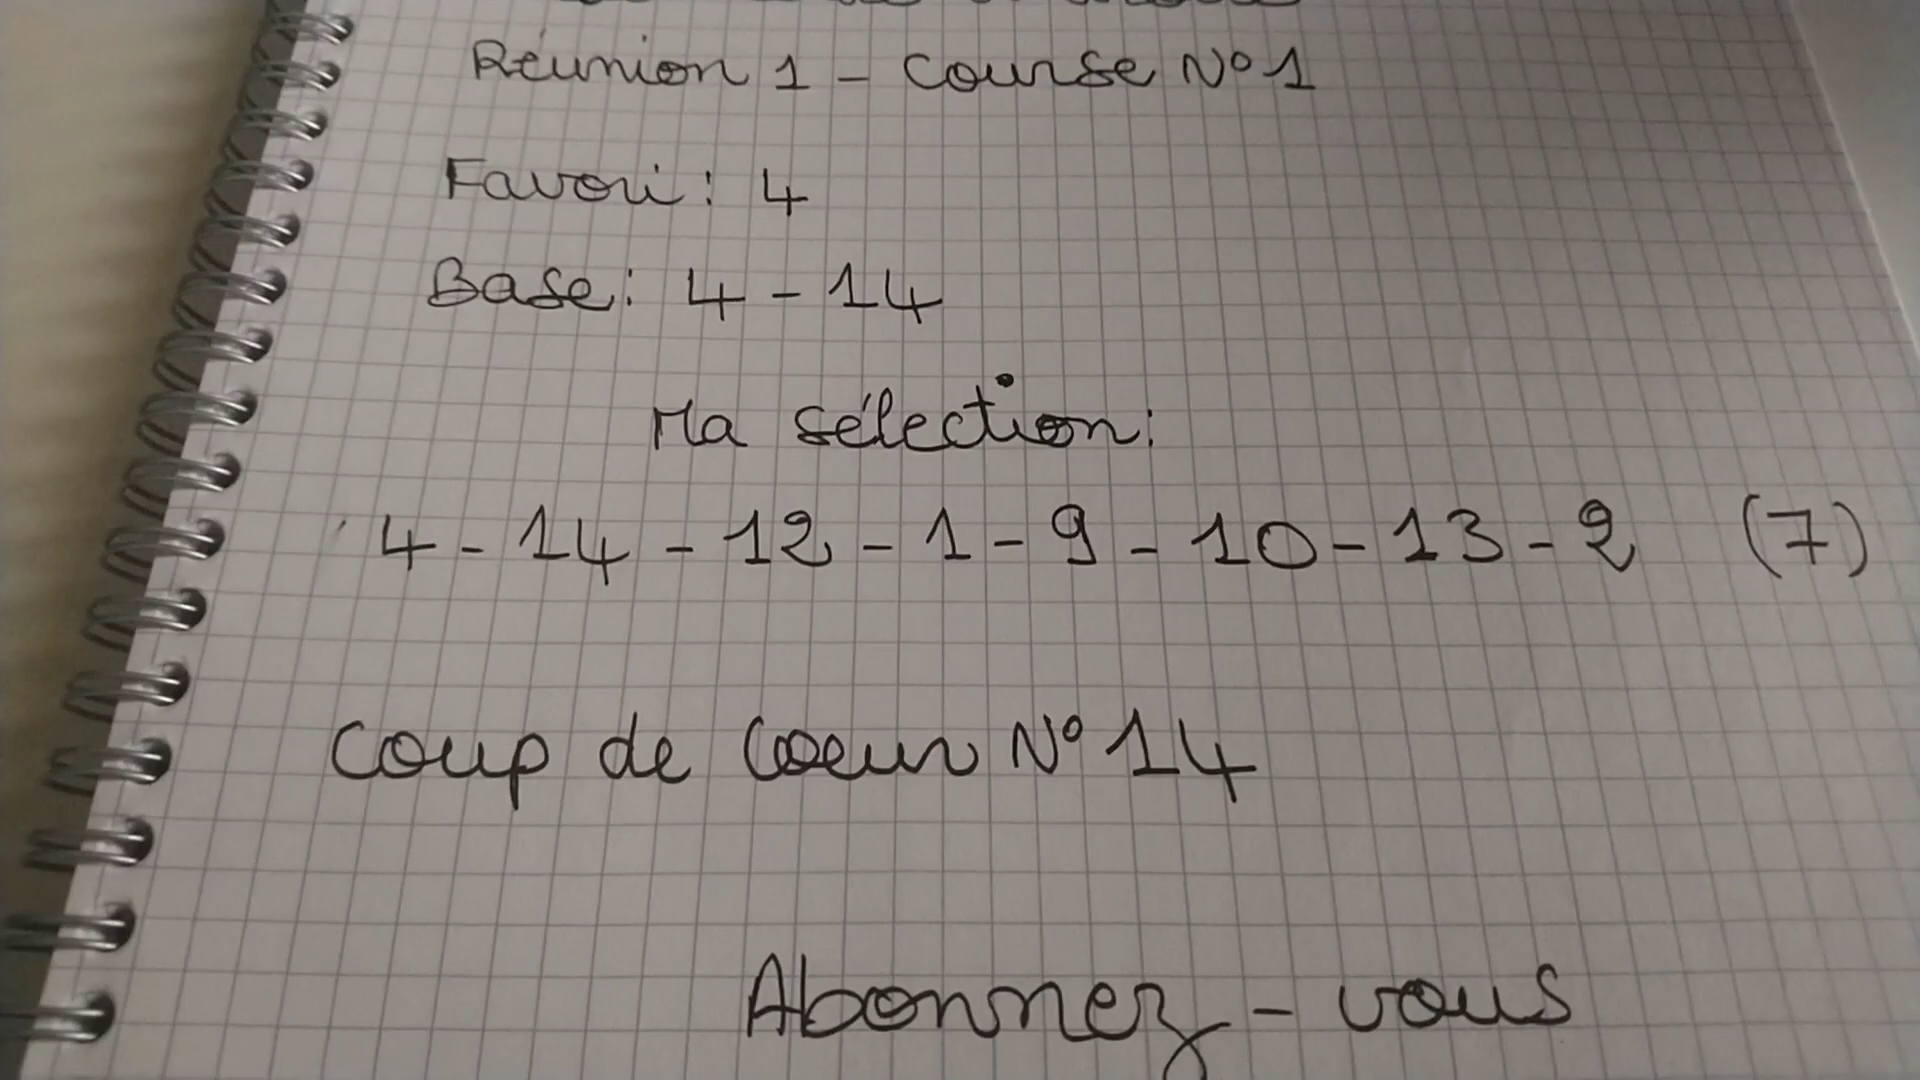 Réunion 1 - Course N° 1
Favori : 4
Base : 4 - 14
Ma sélection :
4 - 14 - 12 - 1 - 9 - 10 - 13 - 2 (7)
Coup de Coeur N° 14
Abonnez - vous